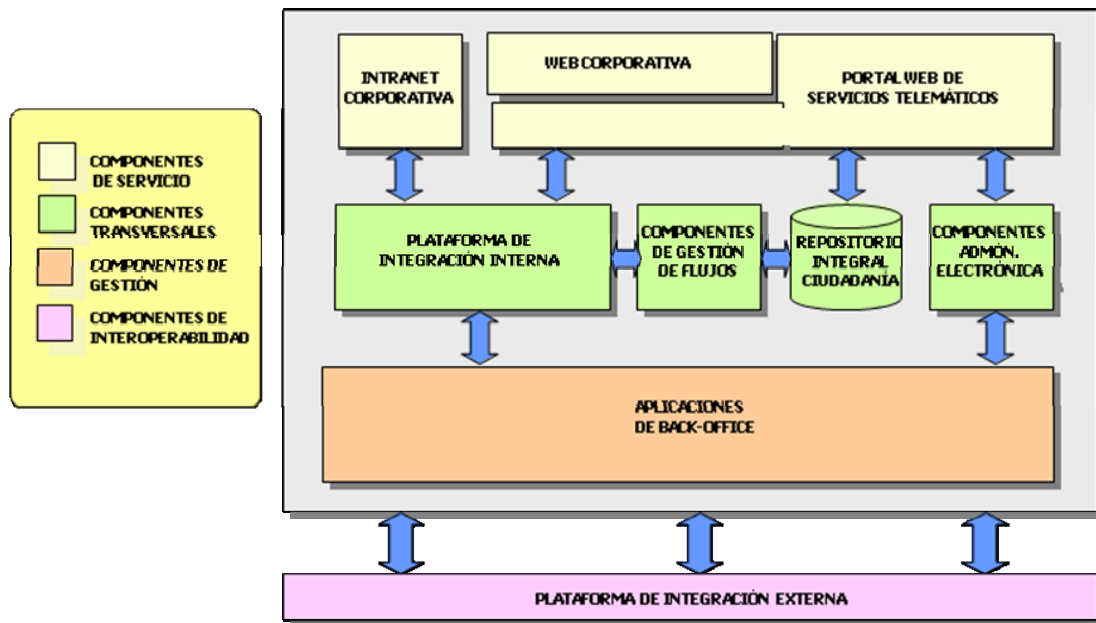 COMPONENTES
DE SERVICIO
COMPONENTES
TRANSVERSALES
COMPONENTES DE
GESTIÓN
COMPONENTES DE
INTEROPERABILIDAD
INTRANET
CORPORATIVA
WEB CORPORATIVA
PORTAL WEB DE
SERVICIOS TELEMÁTICOS
PLATAFORMA DE
INTEGRACIÓN INTERNA
COMPONENTES
DE GESTIÓN
DE FLUJOS
REPOSITORIO
INTEGRAL
CIUDADANÍA
COMPONENTES
ADMÓN.
ELECTRÓNICA
APLICACIONES
DE BACK-OFFICE
PLATAFORMA DE INTEGRACIÓN EXTERNA